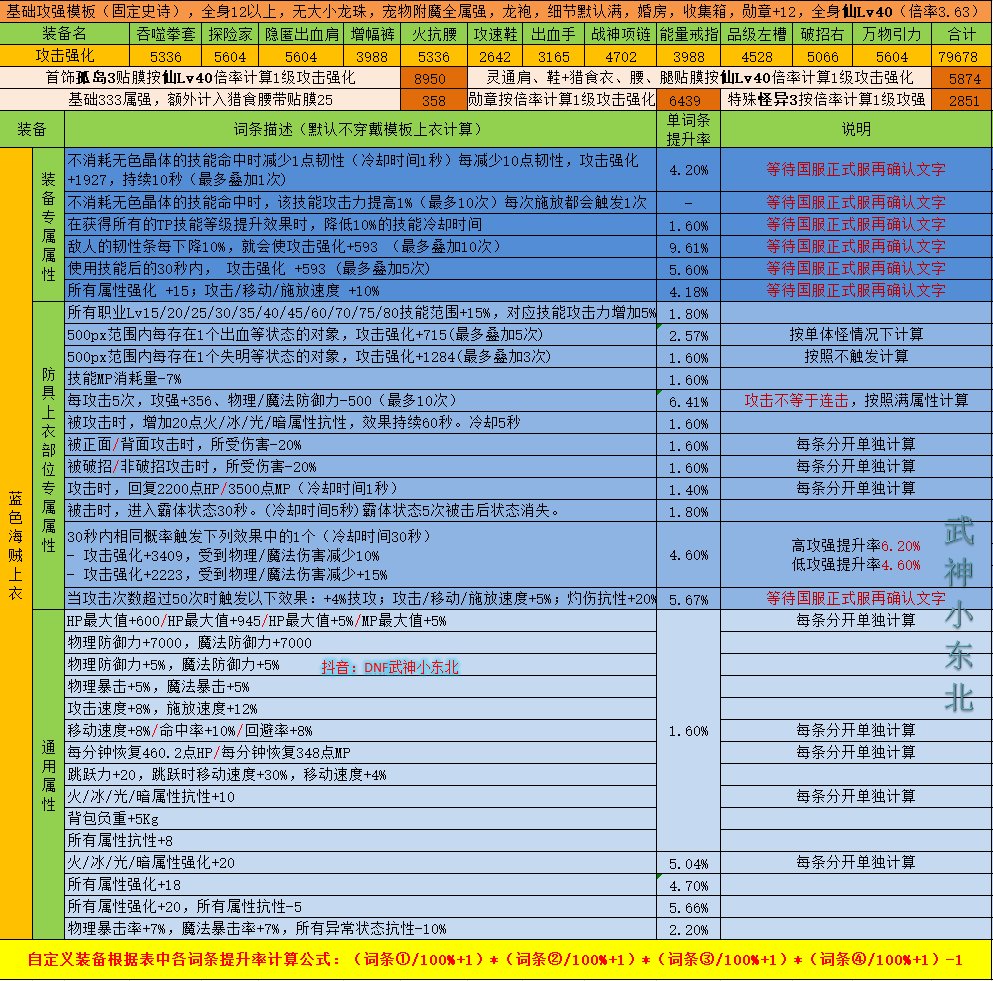 基础攻强模板（固定史诗），全身12以上，无大小龙珠，宠物附魔全属强，龙袍，细节默认满，婚房，收集箱，勋章+12，全身仙Lv40（倍率3.63）
装备名 吞噬拳套 探险家 隐匿出血肩 增幅裤 火抗腰 攻速鞋 出血手 战神项链 能量戒指 品级左槽 破招右 万物引力 合计
攻击强化 5336 5604 5604 3988 5336 2642 3165 4702 3988 4528 5066 5604 79678
首饰孤岛3贴膜按仙Lv40倍率计算1级攻击强化 8950 灵通肩、鞋+猎食衣、腰、腿贴膜按仙Lv40倍率计算1级攻击强化 5874
基础333属强，额外计入猎食腰带贴膜25 358 勋章按倍率计算1级攻击强化 6439 特殊怪异3按倍率计算1级攻强 2851
装备 词条描述（默认不穿戴模板上衣计算） 单词条提升率 说明
蓝色海贼上衣
装备专属属性
不消耗无色晶体的技能命中时减少1点韧性（冷却时间1秒）每减少10点韧性，攻击强化
+1927，持续10秒（最多叠加1次） 4.20% 等待国服正式服再确认文字
不消耗无色晶体的技能命中时，该技能攻击力提高1%（最多10次）每次施放都会触发1次 - 等待国服正式服再确认文字
在获得所有的TP技能等级提升效果时，降低10%的技能冷却时间 1.60% 等待国服正式服再确认文字
敌人的韧性条每下降10%，就会使攻击强化+593 （最多叠加10次） 9.61% 等待国服正式服再确认文字
使用技能后的30秒内， 攻击强化 +593（最多叠加5次） 5.60% 等待国服正式服再确认文字
所有属性强化 +15；攻击/移动/施放速度 +10% 4.18% 等待国服正式服再确认文字
防具上衣部位专属属性
所有职业Lv15/20/25/30/35/40/45/60/70/75/80技能范围+15%，对应技能攻击力增加5% 1.80%
500px范围内每存在1个出血等状态的对象，攻击强化+715(最多叠加5次) 2.57% 按单体怪情况下计算
500px范围内每存在1个失明等状态的对象，攻击强化+1284(最多叠加3次) 1.60% 按照不触发计算
技能MP消耗量-7% 1.60%
每攻击5次，攻强+356、物理/魔法防御力-500（最多10次） 6.41% 攻击不等于连击，按照满属性计算
被攻击时，增加20点火/冰/光/暗属性抗性，效果持续60秒。冷却5秒 1.60%
被正面/背面攻击时，所受伤害-20% 1.60% 每条分开单独计算
被破招/非破招攻击时，所受伤害-20% 1.60% 每条分开单独计算
攻击时，回复2200点HP/3500点MP（冷却时间1秒） 1.40% 每条分开单独计算
被击时，进入霸体状态30秒。（冷却时间5秒）霸体状态5次被击后状态消失。 1.80%
30秒内相同概率触发下列效果中的1个（冷却时间30秒）
- 攻击强化+3409，受到物理/魔法伤害减少10%
- 攻击强化+2223，受到物理/魔法伤害减少+15% 4.60% 高攻强提升率6.20%
低攻强提升率4.60%
当攻击次数超过50次时触发以下效果：+4%技攻；攻击/移动/施放速度+5%；灼伤抗性+20% 5.67% 等待国服正式服再确认文字
通用属性
HP最大值+600/HP最大值+945/HP最大值+5%/MP最大值+5% 每条分开单独计算
物理防御力+7000，魔法防御力+7000
物理防御力+5%，魔法防御力+5% 抖音：DNF武神小东北
物理暴击+5%，魔法暴击+5%
攻击速度+8%，施放速度+12%
移动速度+8%/命中率+10%/回避率+8% 1.60% 每条分开单独计算
每分钟恢复460.2点HP/每分钟恢复348点MP 每条分开单独计算
跳跃力+20，跳跃时移动速度+30%，移动速度+4%
火/冰/光/暗属性抗性+10 每条分开单独计算
背包负重+5Kg
所有属性抗性+8
火/冰/光/暗属性强化+20 5.04% 每条分开单独计算
所有属性强化+18 4.70%
所有属性强化+20，所有属性抗性-5 5.66%
物理暴击率+7%，魔法暴击率+7%，所有异常状态抗性-10% 2.20%
武神小东北
自定义装备根据表中各词条提升率计算公式：（词条①/100%+1）*（词条②/100%+1）*（词条③/100%+1）*（词条④/100%+1）-1